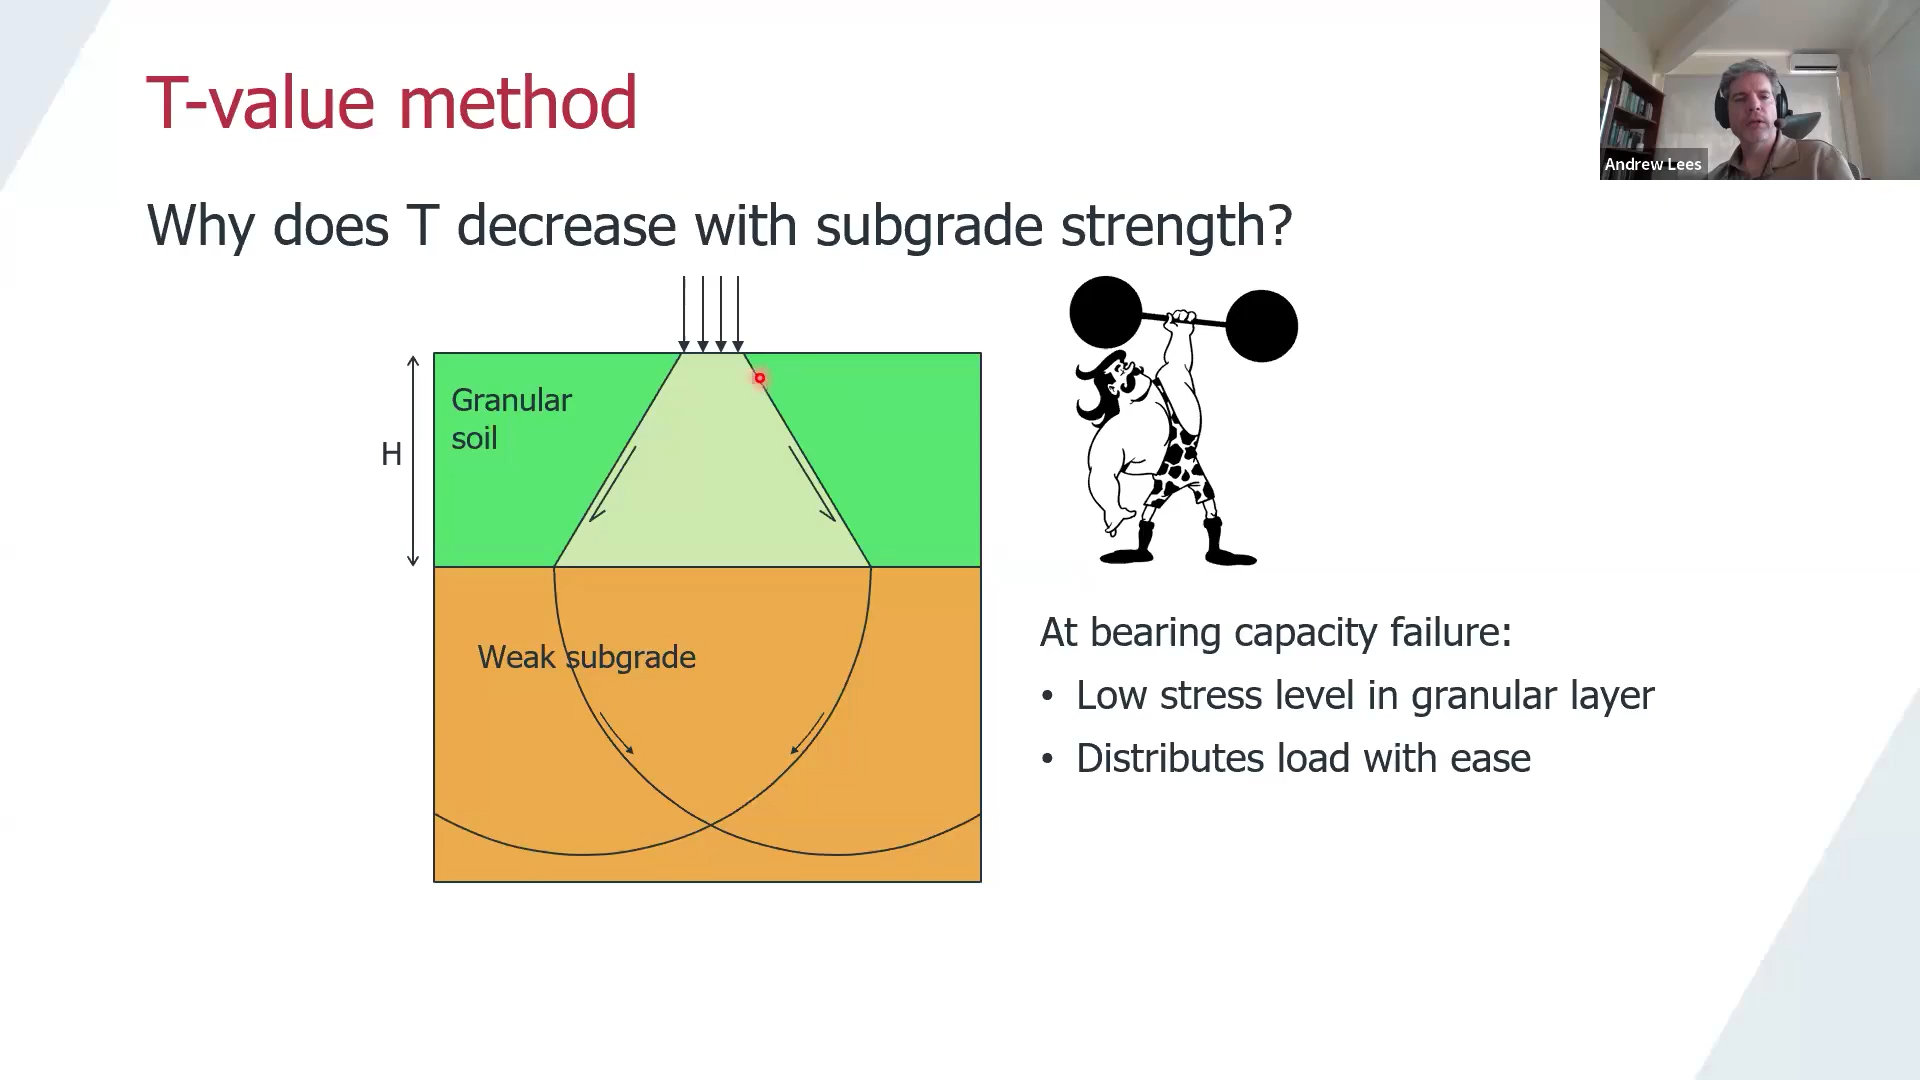 T-value method
Andrew Lees
Why does T decrease with subgrade strength?
Granular
soil
H
Weak subgrade
At bearing capacity failure:
• Low stress level in granular layer
• Distributes load with ease